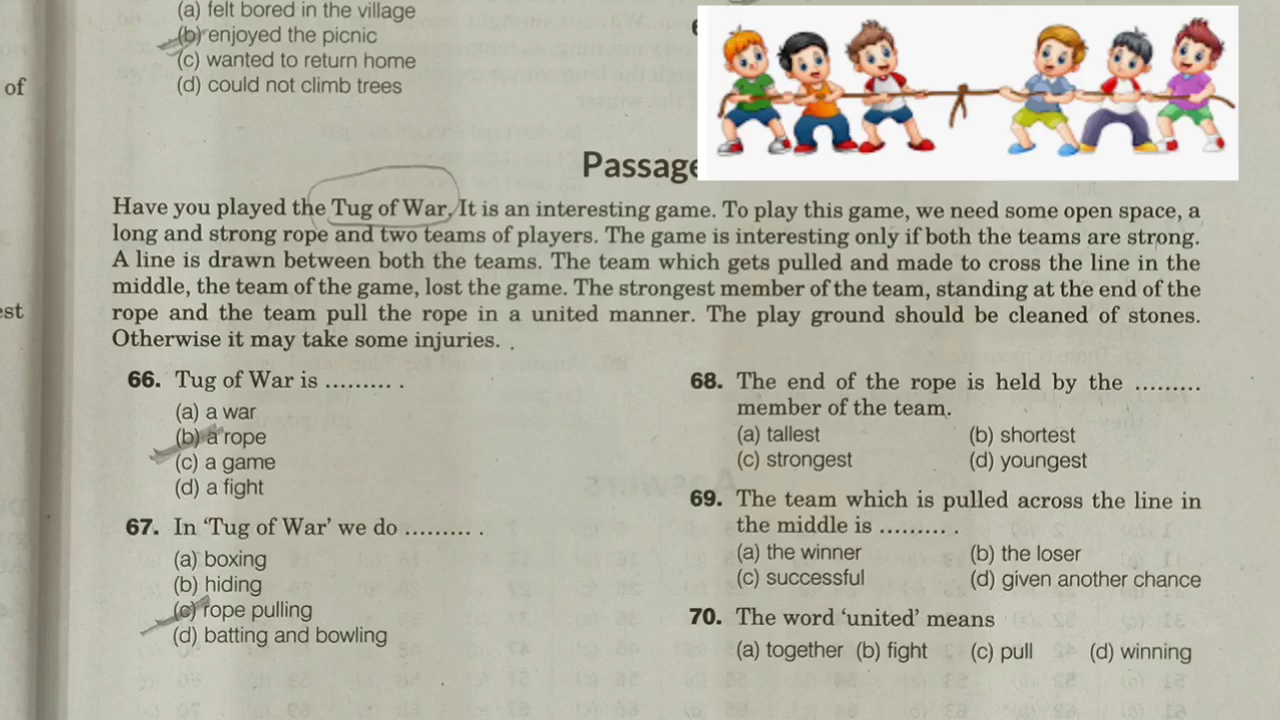 (a) felt bored in the village
(b) enjoyed the picnic
(c) wanted to return home
(d) could not climb trees
of
est
Passage
Have you played the Tug of War. It is an interesting game. To play this game, we need some open space, a
long and strong rope and two teams of players. The game is interesting only if both the teams are strong.
A line is drawn between both the teams. The team which gets pulled and made to cross the line in the
middle, the team of the game, lost the game. The strongest member of the team, standing at the end of the
rope and the team pull the rope in a united manner. The play ground should be cleaned of stones.
Otherwise it may take some injuries. .
66. Tug of War is ......... .
(a) a war
(b) a rope
(c) a game
(d) a fight
67. In ‘Tug of War’ we do ......... .
(a) boxing
(b) hiding
(c) rope pulling
(d) batting and bowling
68. The end of the rope is held by the .........
member of the team.
(a) tallest (b) shortest
(c) strongest (d) youngest
69. The team which is pulled across the line in
the middle is ......... .
(a) the winner (b) the loser
(c) successful (d) given another chance
70. The word ‘united’ means
(a) together (b) fight (c) pull (d) winning